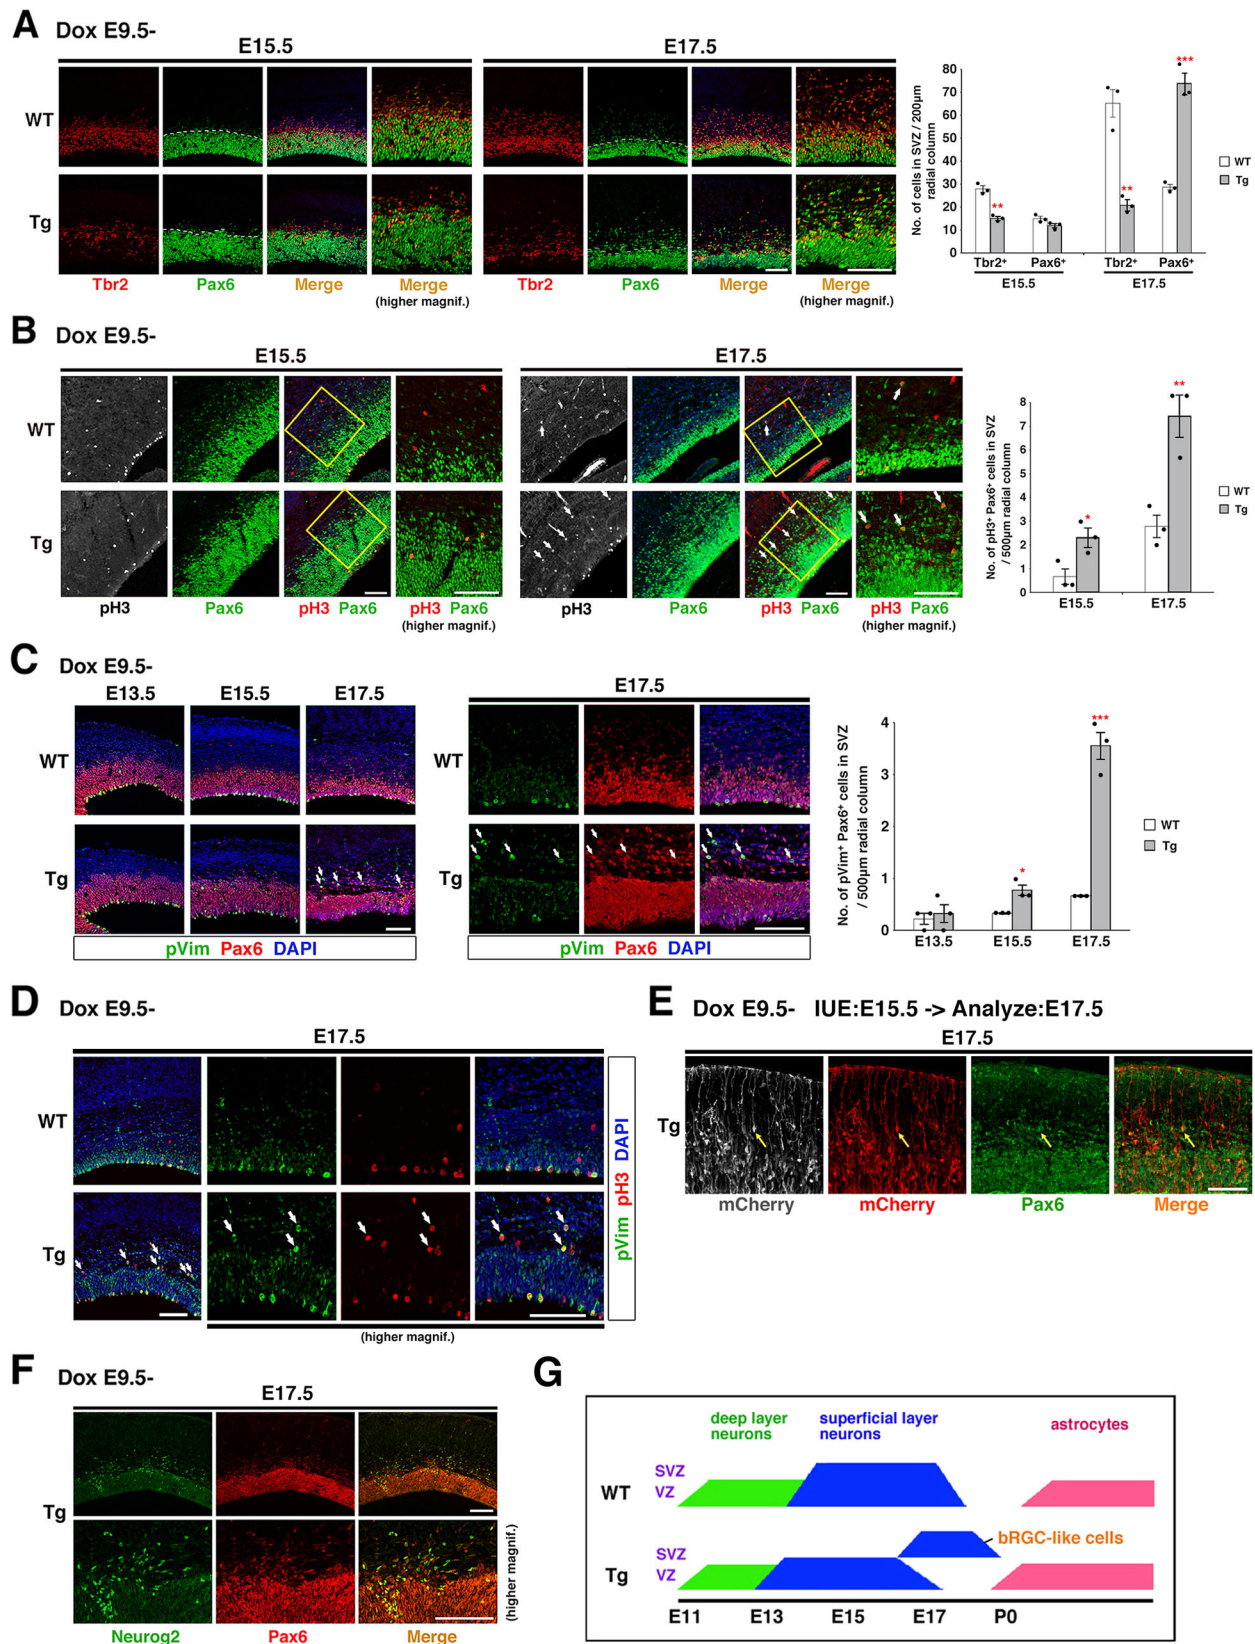 A Dox E9.5-
E15.5 E17.5
WT
Tg
Tbr2 Pax6 Merge Merge Tbr2 Pax6 Merge Merge
(higher magnif.) (higher magnif.)
No. of cells in SVZ / 200μm
radial column
80
70
60
50
40
30
20
10
0
** ** ***
WT
Tg
Tbr2+ Pax6+ Tbr2+ Pax6+
E15.5 E17.5
B Dox E9.5-
E15.5 E17.5
WT
Tg
pH3 Pax6 pH3 Pax6 pH3 Pax6 pH3 Pax6 pH3 Pax6 pH3 Pax6
(higher magnif.) (higher magnif.)
No. of pH3+ Pax6+ cells in SVZ
/ 500μm radial column
8
7
6
5
4
3
2
1
0
* **
WT
Tg
E15.5 E17.5
C Dox E9.5-
E13.5 E15.5 E17.5 E17.5
WT WT
Tg Tg
pVim Pax6 DAPI pVim Pax6 DAPI
No. of pVim+ Pax6+ cells in SVZ
/ 500μm radial column
4
3
2
1
0
* ***
WT
Tg
E13.5 E15.5 E17.5
D Dox E9.5-
E17.5
WT
Tg
pVim pH3 DAPI
(higher magnif.)
E Dox E9.5- IUE:E15.5 -> Analyze:E17.5
E17.5
Tg
mCherry mCherry Pax6 Merge
F Dox E9.5-
E17.5
Tg
(higher magnif.)
Neurog2 Pax6 Merge
G
deep layer
neurons
superficial layer
neurons
astrocytes
WT
SVZ
VZ
bRGC-like cells
Tg
SVZ
VZ
E11 E13 E15 E17 P0